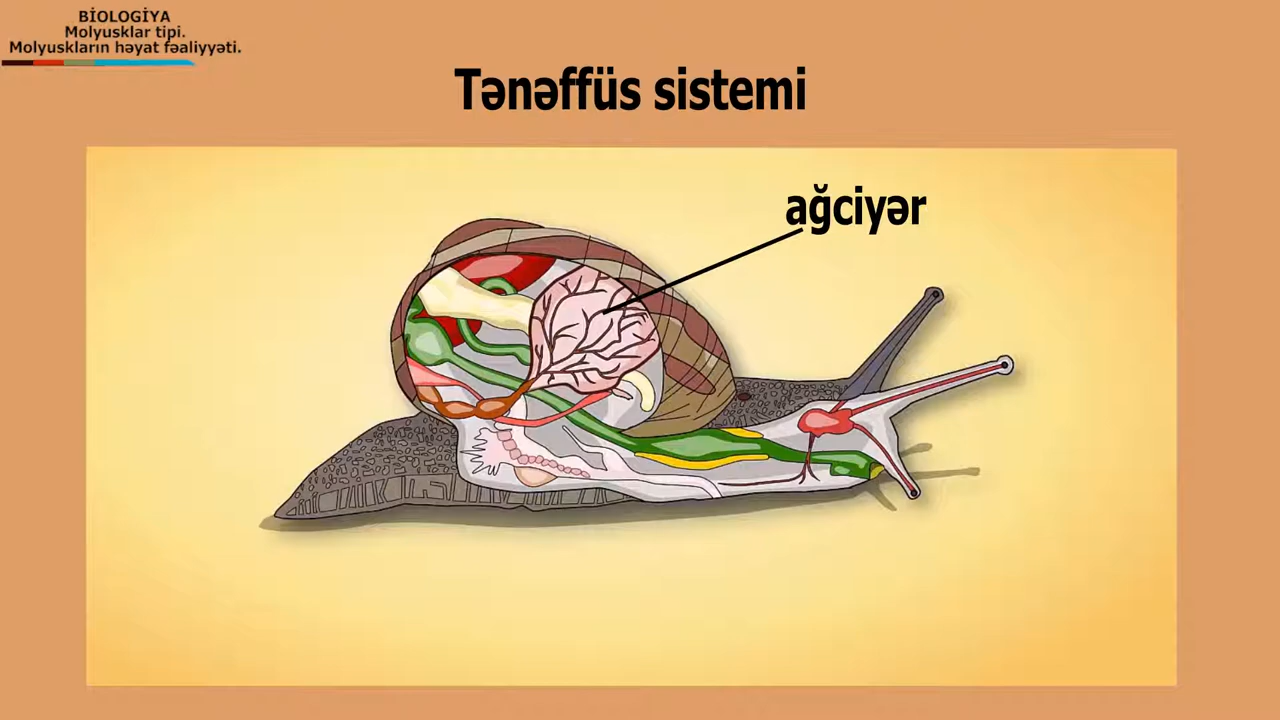 BİOLOGİYA
Molyusklar tipi.
Molyuskların həyat fəaliyyəti.
Tənəffüs sistemi
ağciyər